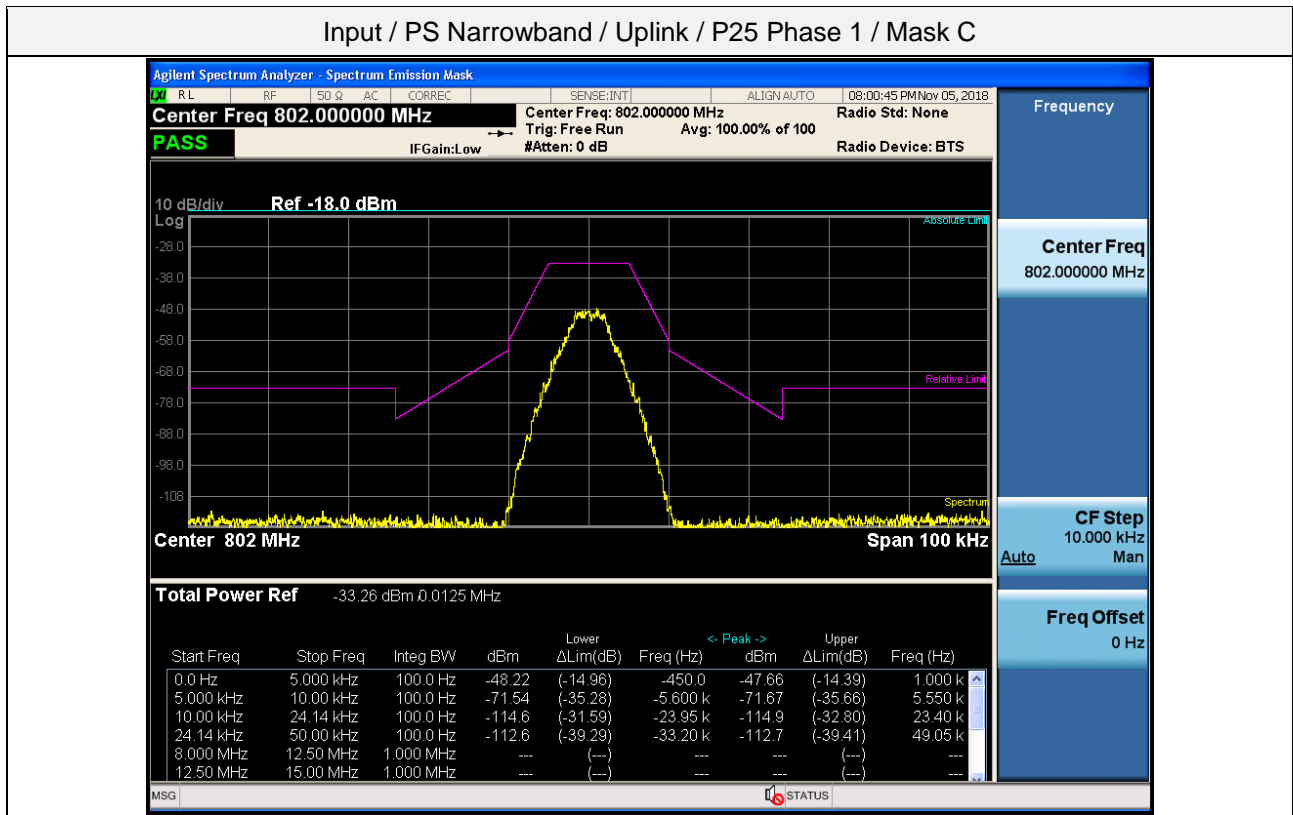 Input / PS Narrowband / Uplink / P25 Phase 1 / Mask C
Agilent Spectrum Analyzer - Spectrum Emission Mask
LXI RL RF 50 Ω AC CORREC SENSE:INT ALIGN AUTO 08:00:45 PM Nov 05, 2018
Center Freq 802.000000 MHz
Center Freq: 802.000000 MHz
Radio Std: None
Trig: Free Run
Avg: 100.00% of 100
PASS
IFGain:Low
#Atten: 0 dB
Radio Device: BTS
Frequency
10 dB/div Ref -18.0 dBm
Log
Absolute Limit
-28.0
-38.0
-48.0
-58.0
-68.0
Relative Limit
-78.0
-88.0
-98.0
-108
Spectrum
Center 802 MHz
Span 100 kHz
Center Freq
802.000000 MHz
CF Step
10.000 kHz
Auto Man
Freq Offset
0 Hz
Total Power Ref -33.26 dBm / 0.0125 MHz
Lower <- Peak -> Upper
Start Freq Stop Freq Integ BW dBm ΔLim(dB) Freq (Hz) dBm ΔLim(dB) Freq (Hz)
0.0 Hz 5.000 kHz 100.0 Hz -48.22 (-14.96) -450.0 -47.66 (-14.39) 1.000 k
5.000 kHz 10.00 kHz 100.0 Hz -71.54 (-35.28) -5.600 k -71.67 (-35.66) 5.550 k
10.00 kHz 24.14 kHz 100.0 Hz -114.6 (-31.59) -23.95 k -114.9 (-32.80) 23.40 k
24.14 kHz 50.00 kHz 100.0 Hz -112.6 (-39.29) -33.20 k -112.7 (-39.41) 49.05 k
8.000 MHz 12.50 MHz 1.000 MHz --- (---) --- --- (---) ---
12.50 MHz 15.00 MHz 1.000 MHz --- (---) --- --- (---) ---
MSG STATUS